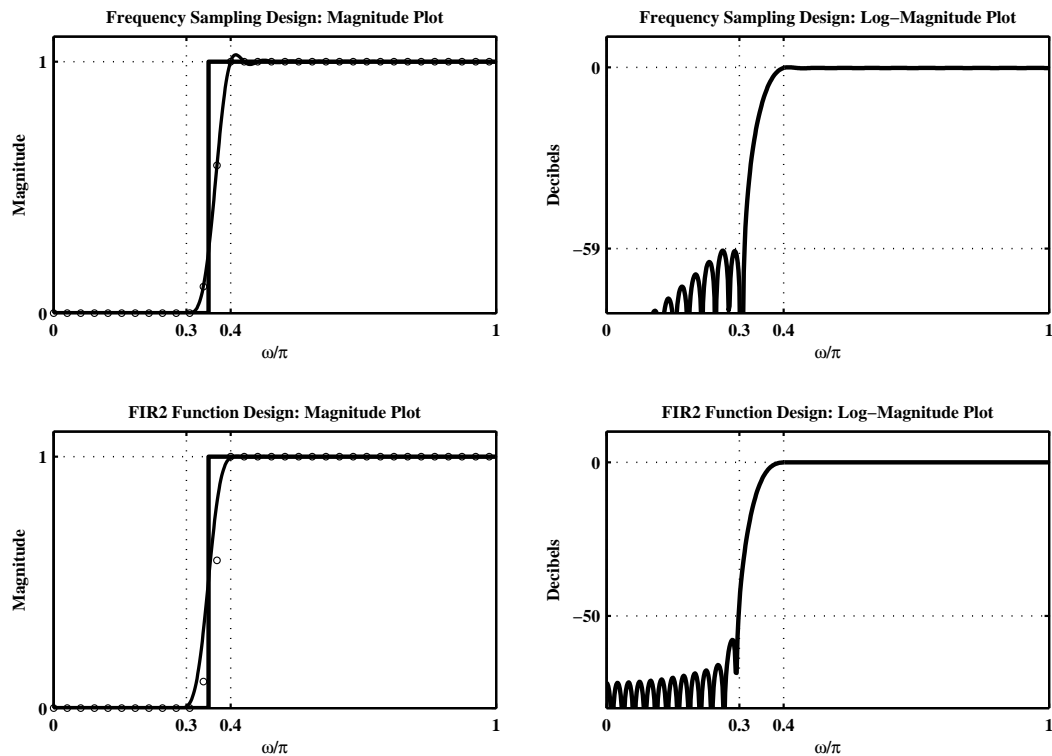 Frequency Sampling Design: Magnitude Plot
Magnitude
1
0
0 0.3 0.4 1
ω/π
Frequency Sampling Design: Log−Magnitude Plot
Decibels
0
−59
0 0.3 0.4 1
ω/π
FIR2 Function Design: Magnitude Plot
Magnitude
1
0
0 0.3 0.4 1
ω/π
FIR2 Function Design: Log−Magnitude Plot
Decibels
0
−50
0 0.3 0.4 1
ω/π